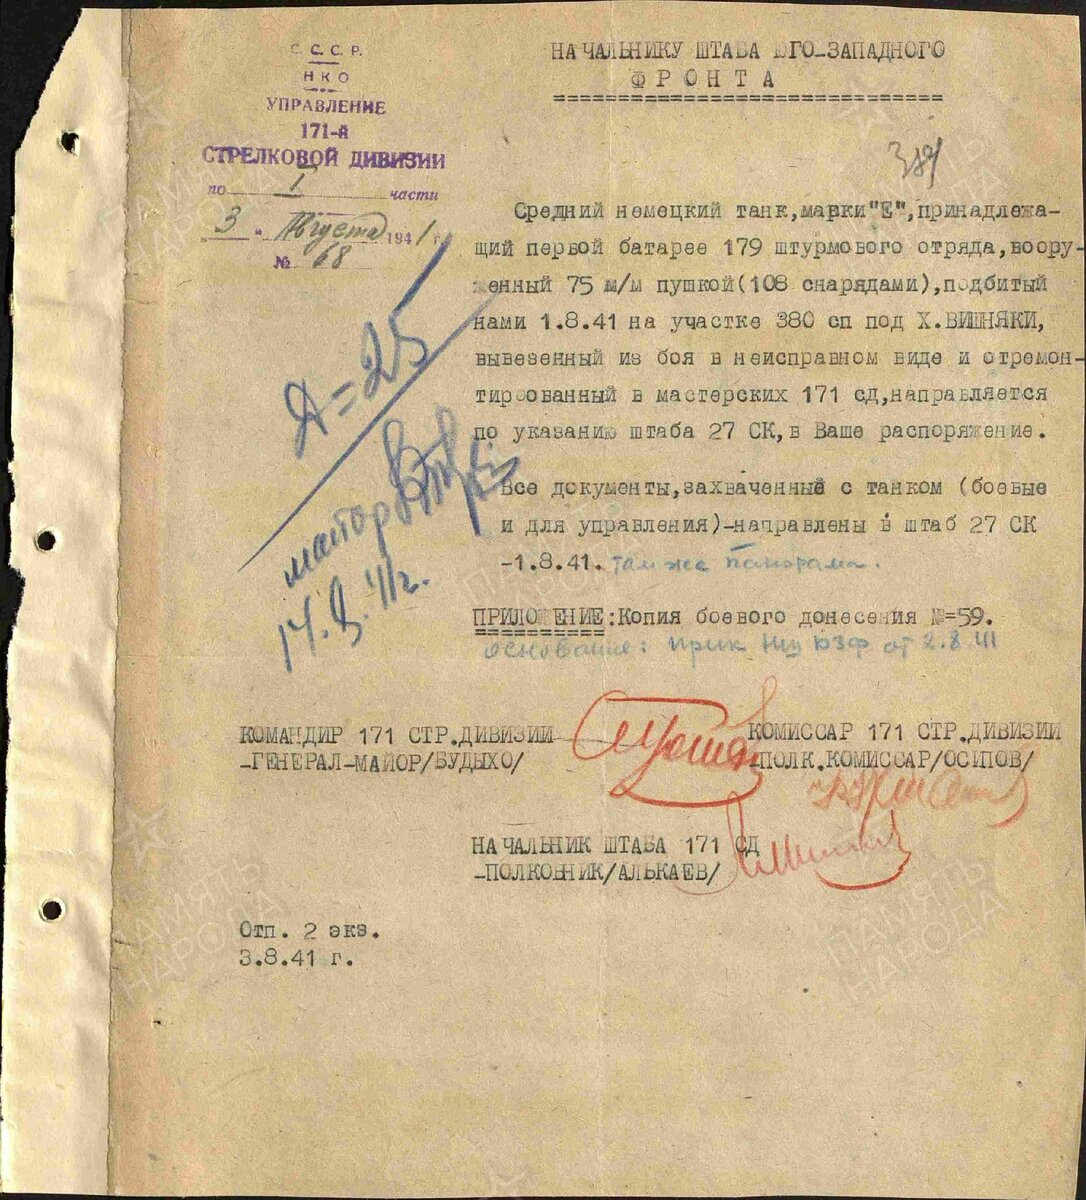 С. С. С. Р.
НКО
УПРАВЛЕНИЕ
171-й
СТРЕЛКОВОЙ ДИВИЗИИ
по I части
„3" Августа 1941 г.
№ 68
НАЧАЛЬНИКУ ШТАБА ЮГО-ЗАПАДНОГО
ФРОНТА
Средний немецкий танк, марки "Е", принадлежа-
щий первой батарее 179 штурмового отряда, воору-
женный 75 м/м пушкой(108 снарядами), подбитый
нами 1.8.41 на участке 380 сп под Х.ВИШНЯКИ,
вывезенный из боя в неисправном виде и отремон-
тированный в мастерских 171 сд, направляется
по указанию штаба 27 СК, в Ваше распоряжение.
Все документы, захваченные с танком (боевые
и для управления)-направлены в штаб 27 СК
-1.8.41. там же панорама.
ПРИЛОЖЕНИЕ: Копия боевого донесения №=59.
основание: прик ЮЗФ от 2.8.41
Д=25
майор
14.8.41г.
КОМАНДИР 171 СТР.ДИВИЗИИ
-ГЕНЕРАЛ-МАЙОР/БУДЫХО/
КОМИССАР 171 СТР.ДИВИЗИИ
-ПОЛК.КОМИССАР/ОСИПОВ/
НАЧАЛЬНИК ШТАБА 171 СД
-ПОЛКОВНИК/АЛЬКАЕВ/
Отп. 2 экз.
3.8.41 г.
ПАМЯТЬ
НАРОДА